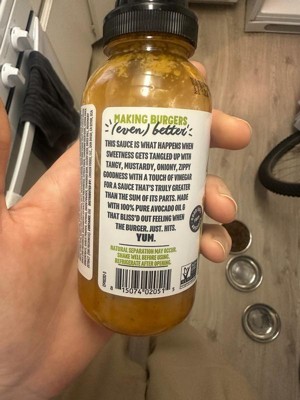 MAKING BURGERS
(even) better
THIS SAUCE IS WHAT HAPPENS WHEN
SWEETNESS GETS TANGLED UP WITH
TANGY, MUSTARDY, ONIONY, ZIPPY
GOODNESS WITH A TOUCH OF VINEGAR
FOR A SAUCE THAT'S TRULY GREATER
THAN THE SUM OF ITS PARTS. MADE
WITH 100% PURE AVOCADO OIL &
THAT BLISS'D OUT FEELING WHEN
THE BURGER. JUST. HITS.
YUM.
NATURAL SEPARATION MAY OCCUR.
SHAKE WELL BEFORE USING.
REFRIGERATE AFTER OPENING.
15074 02051